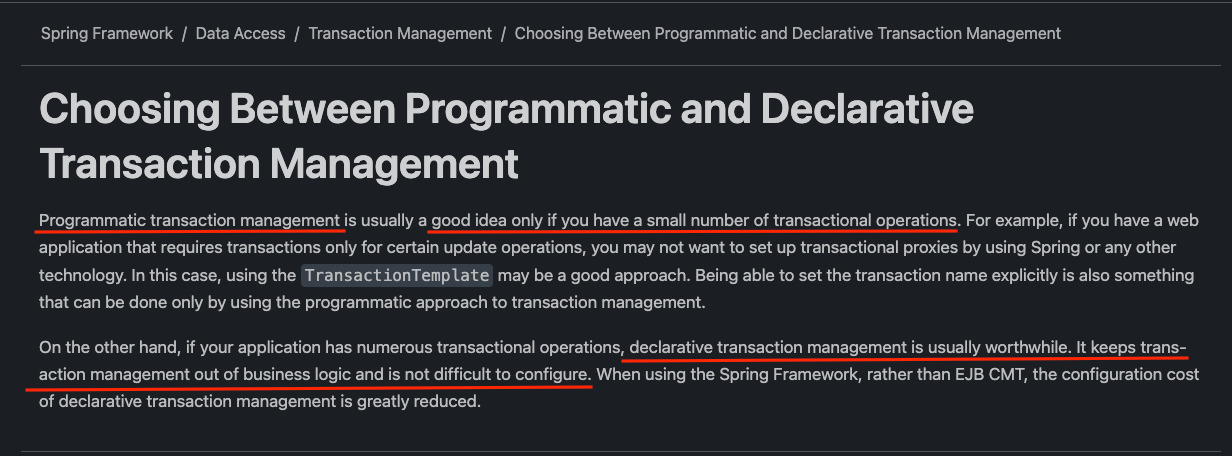 Spring Framework / Data Access / Transaction Management / Choosing Between Programmatic and Declarative Transaction Management
Choosing Between Programmatic and Declarative
Transaction Management
Programmatic transaction management is usually a good idea only if you have a small number of transactional operations. For example, if you have a web
application that requires transactions only for certain update operations, you may not want to set up transactional proxies by using Spring or any other
technology. In this case, using the TransactionTemplate may be a good approach. Being able to set the transaction name explicitly is also something
that can be done only by using the programmatic approach to transaction management.
On the other hand, if your application has numerous transactional operations, declarative transaction management is usually worthwhile. It keeps trans-
action management out of business logic and is not difficult to configure. When using the Spring Framework, rather than EJB CMT, the configuration cost
of declarative transaction management is greatly reduced.